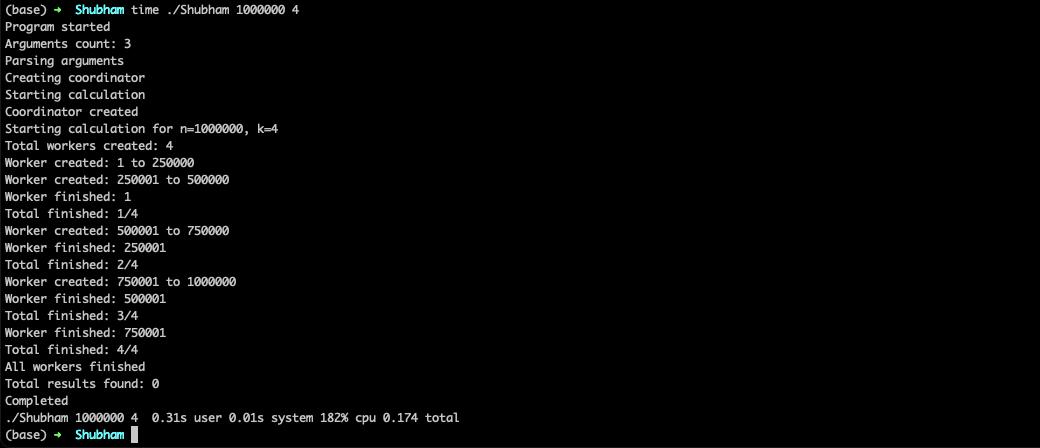 (base) → Shubham time ./Shubham 1000000 4
Program started
Arguments count: 3
Parsing arguments
Creating coordinator
Starting calculation
Coordinator created
Starting calculation for n=1000000, k=4
Total workers created: 4
Worker created: 1 to 250000
Worker created: 250001 to 500000
Worker finished: 1
Total finished: 1/4
Worker created: 500001 to 750000
Worker finished: 250001
Total finished: 2/4
Worker created: 750001 to 1000000
Worker finished: 500001
Total finished: 3/4
Worker finished: 750001
Total finished: 4/4
All workers finished
Total results found: 0
Completed
./Shubham 1000000 4  0.31s user 0.01s system 182% cpu 0.174 total
(base) → Shubham